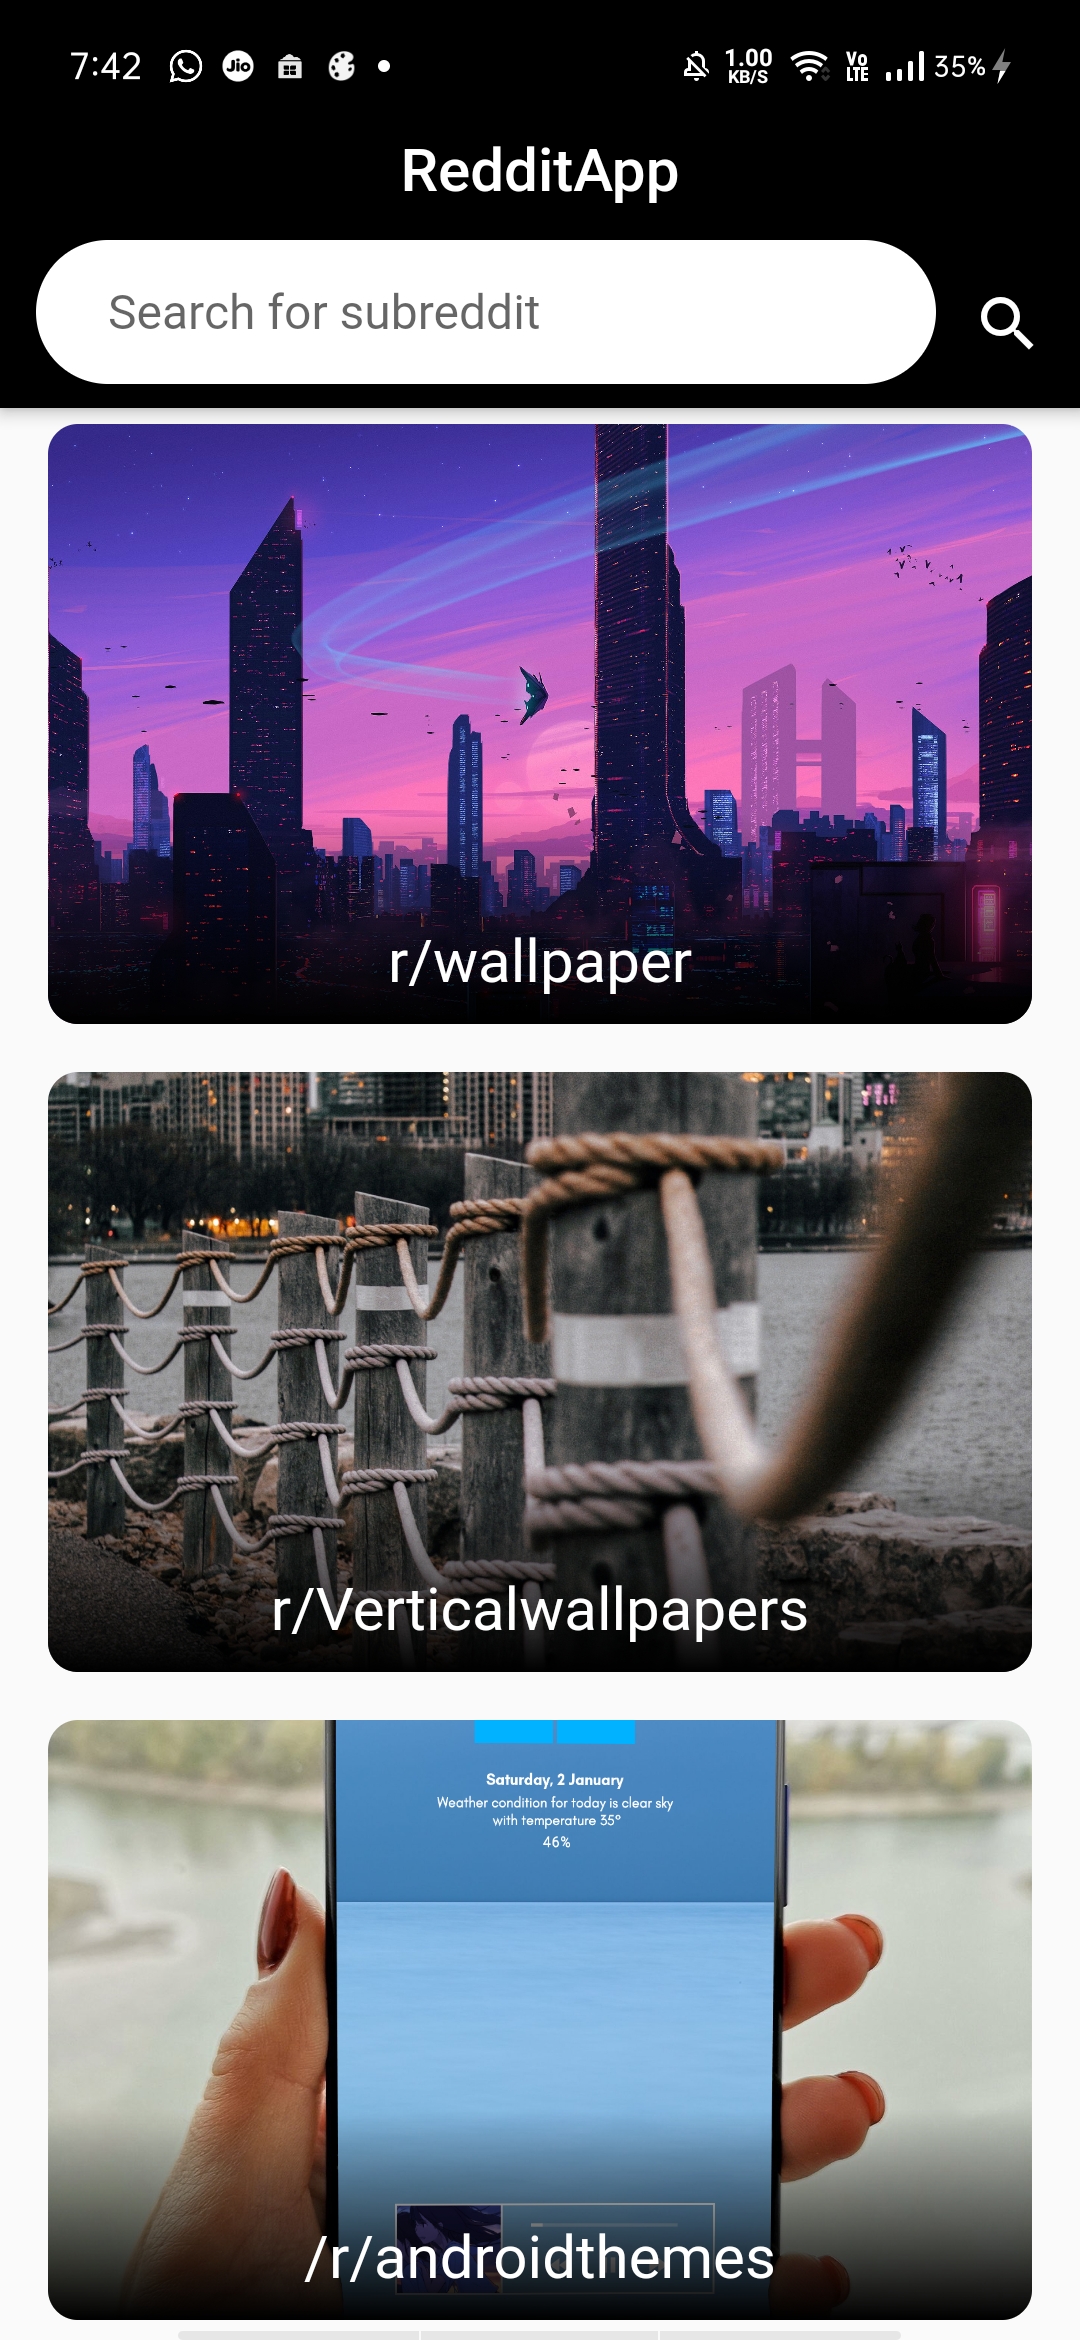 7:42 Jio 1.00 KB/S Vo LTE 35%
RedditApp
Search for subreddit
r/wallpaper
r/Verticalwallpapers
Saturday, 2 January
Weather condition for today is clear sky
with temperature 35°
46%
/r/androidthemes